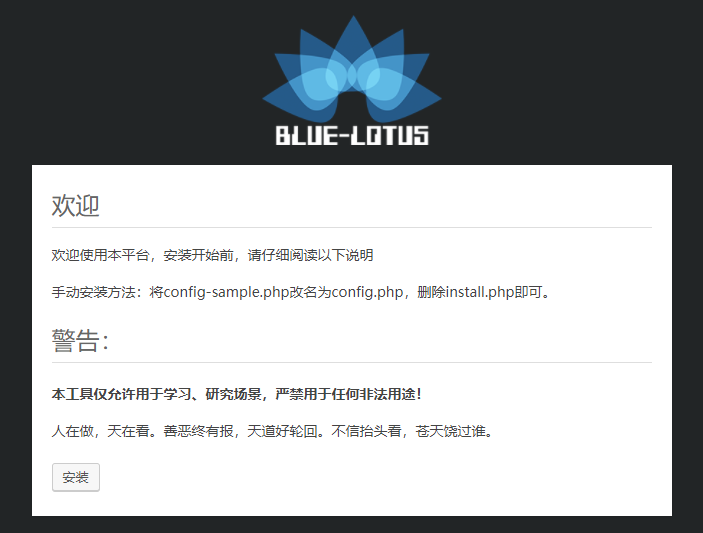 BLUE-LOTUS
欢迎
欢迎使用本平台，安装开始前，请仔细阅读以下说明
手动安装方法：将config-sample.php改名为config.php，删除install.php即可。
警告：
本工具仅允许用于学习、研究场景，严禁用于任何非法用途！
人在做，天在看。善恶终有报，天道好轮回。不信抬头看，苍天饶过谁。
安装